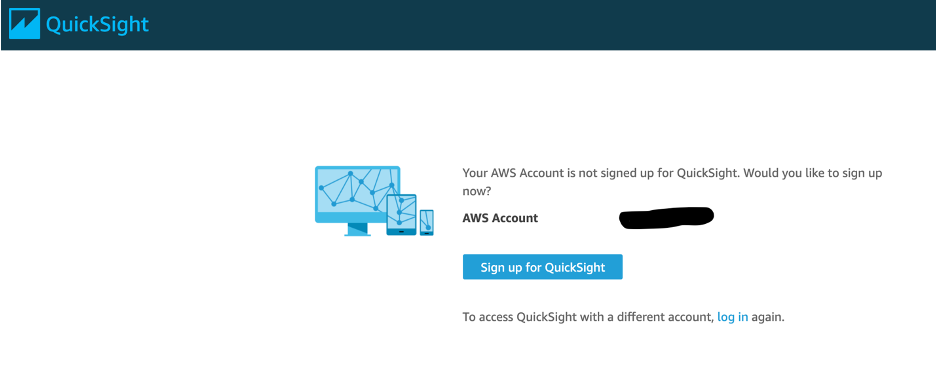 QuickSight
Your AWS Account is not signed up for QuickSight. Would you like to sign up
now?
AWS Account
Sign up for QuickSight
To access QuickSight with a different account, log in again.